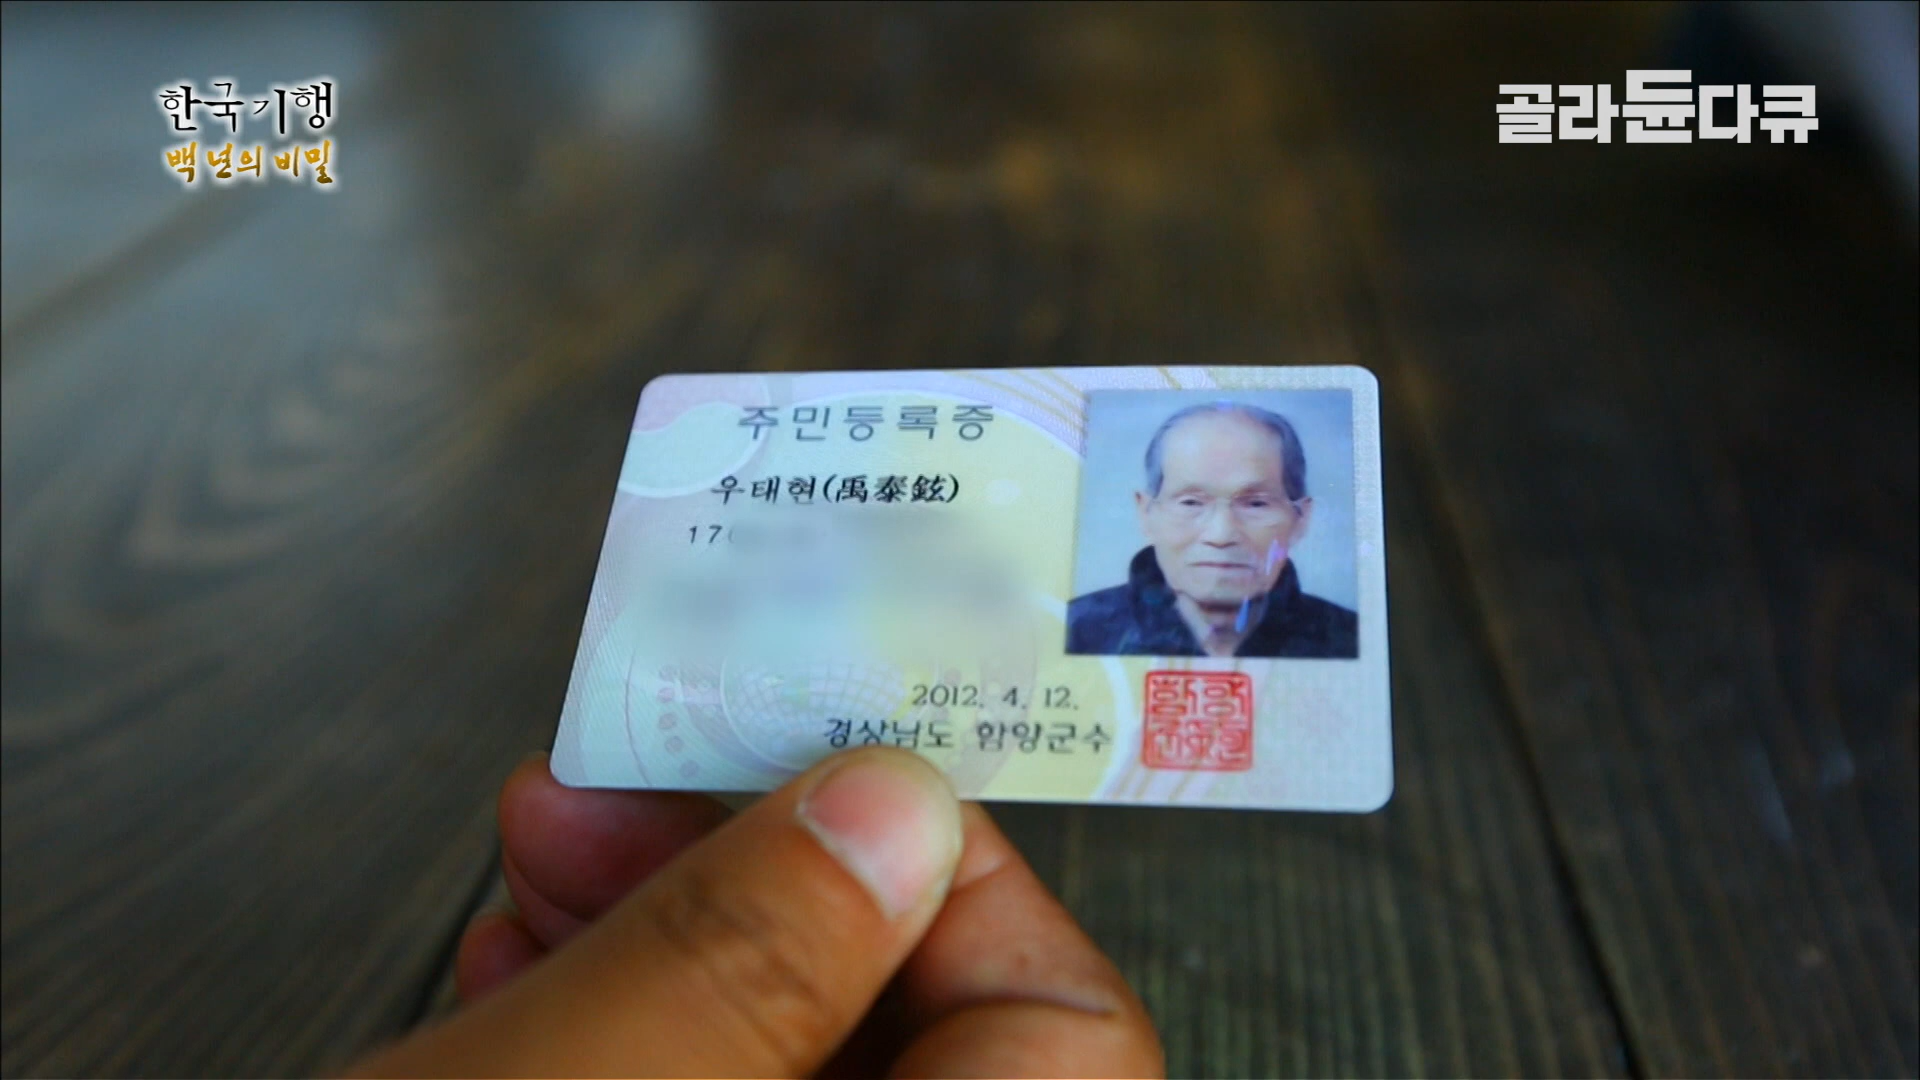 한국기행
백 년의 비밀
골라듄다큐
주민등록증
우태현(禹泰鉉)
17
2012. 4. 12.
경상남도 함양군수